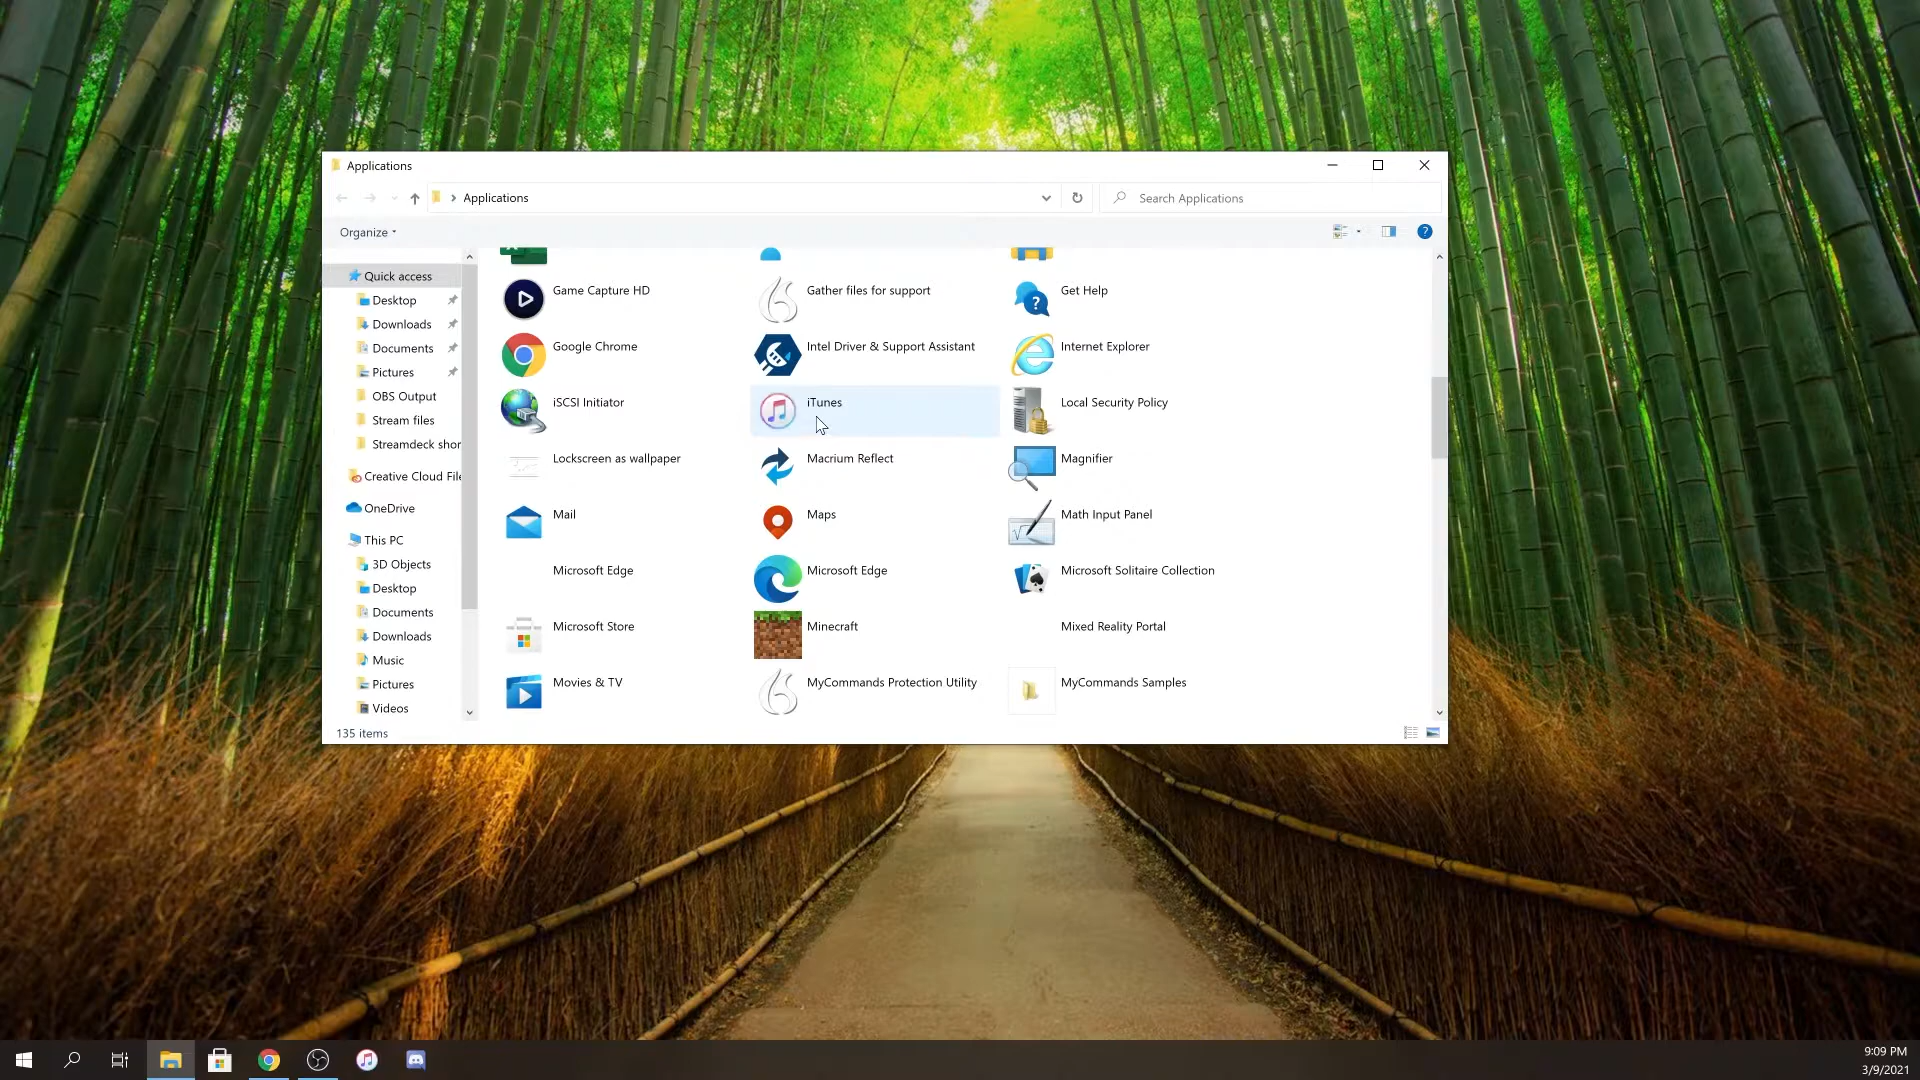 Applications
Applications
Search Applications
Organize
Quick access
Desktop
Downloads
Documents
Pictures
OBS Output
Stream files
Streamdeck shor
Creative Cloud File
OneDrive
This PC
3D Objects
Desktop
Documents
Downloads
Music
Pictures
Videos
Game Capture HD
Gather files for support
Get Help
Google Chrome
Intel Driver & Support Assistant
Internet Explorer
iSCSI Initiator
iTunes
Local Security Policy
Lockscreen as wallpaper
Macrium Reflect
Magnifier
Mail
Maps
Math Input Panel
Microsoft Edge
Microsoft Edge
Microsoft Solitaire Collection
Microsoft Store
Minecraft
Mixed Reality Portal
Movies & TV
MyCommands Protection Utility
MyCommands Samples
135 items
9:09 PM
3/9/2021